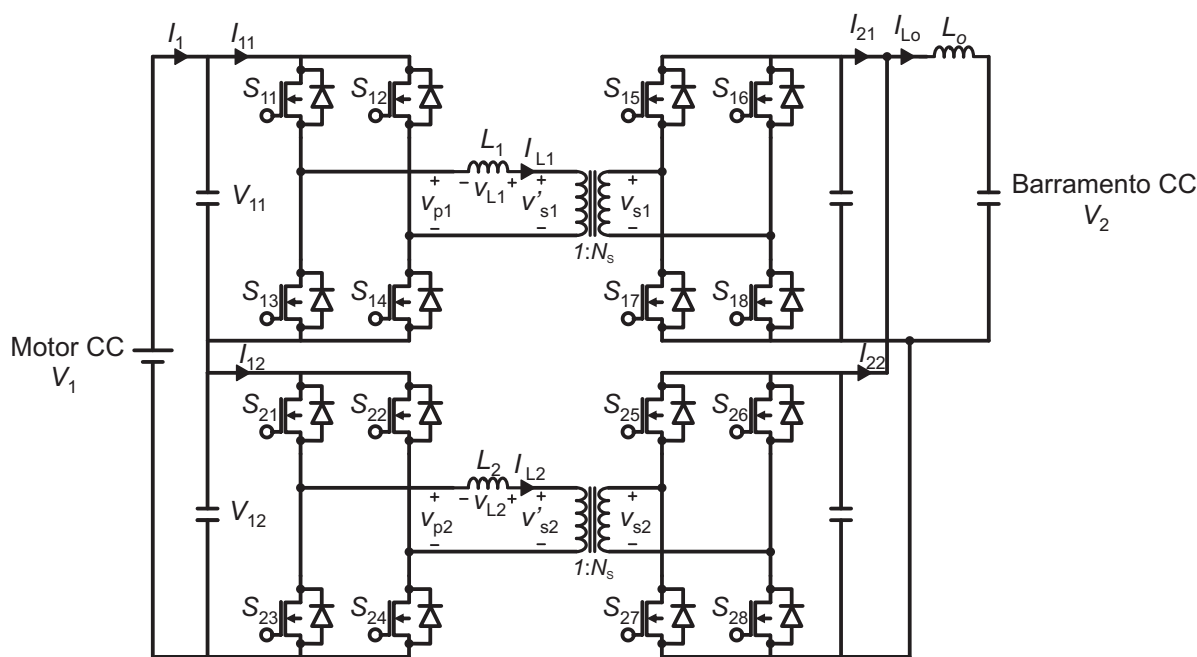 I1 I11 I21 ILo Lo
S11 S12 S15 S16
L1 IL1
V11 + vp1 − − vL1 + + v's1 − + vs1 −
Barramento CC
V2
1:Ns
S13 S14 S17 S18
Motor CC
V1
I12 I22
S21 S22 S25 S26
L2 IL2
V12 + vp2 − − vL2 + + v's2 − + vs2 −
1:Ns
S23 S24 S27 S28